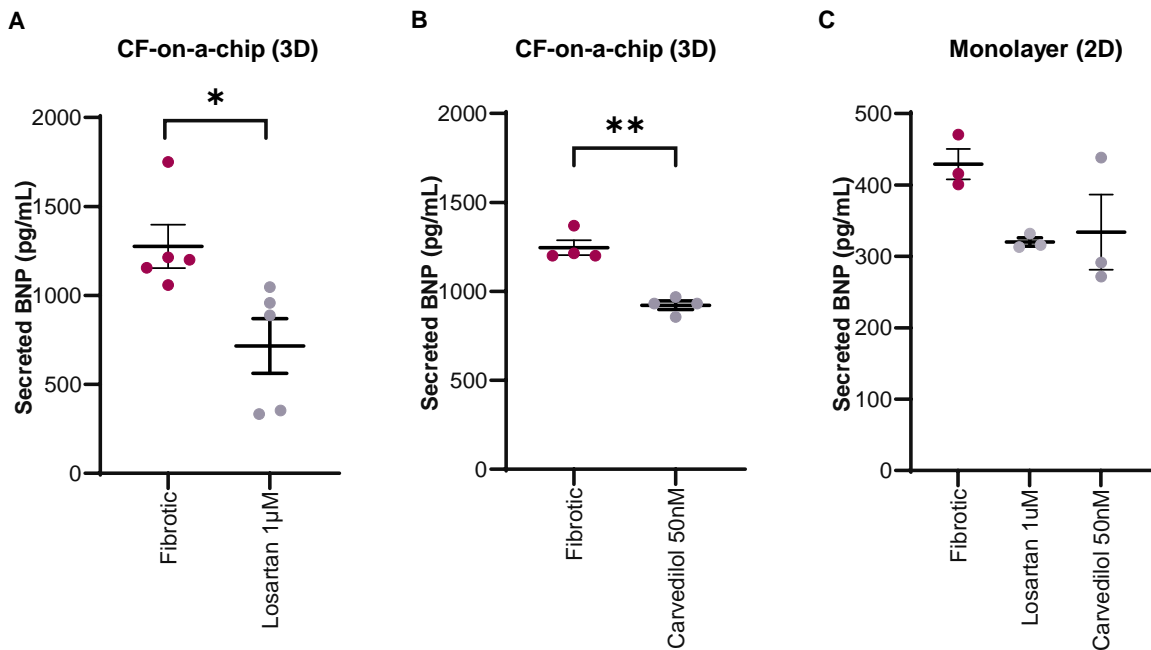 A
CF-on-a-chip (3D)
*
Secreted BNP (pg/mL)
2000
1500
1000
500
0
Fibrotic
Losartan 1µM
B
CF-on-a-chip (3D)
**
Secreted BNP (pg/mL)
2000
1500
1000
500
0
Fibrotic
Carvedilol 50nM
C
Monolayer (2D)
Secreted BNP (pg/mL)
500
400
300
200
100
0
Fibrotic
Losartan 1uM
Carvedilol 50nM